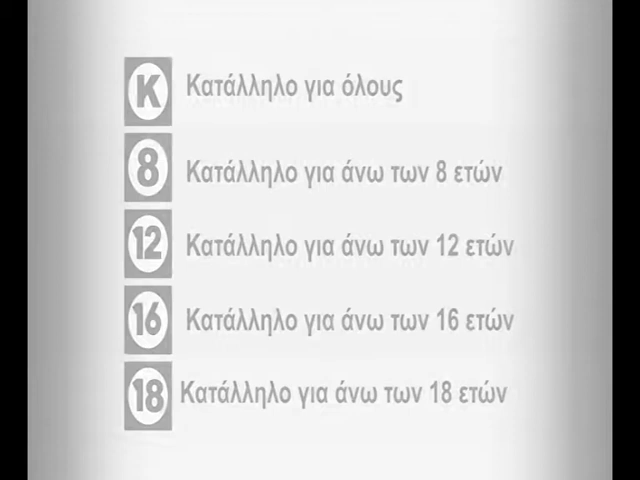 K Κατάλληλο για όλους
8 Κατάλληλο για άνω των 8 ετών
12 Κατάλληλο για άνω των 12 ετών
16 Κατάλληλο για άνω των 16 ετών
18 Κατάλληλο για άνω των 18 ετών